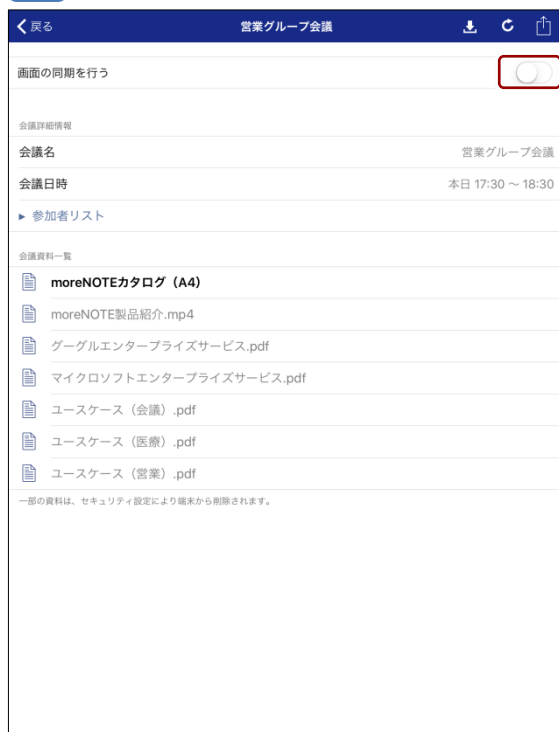 戻る 営業グループ会議
画面の同期を行う
会議詳細情報
会議名 営業グループ会議
会議日時 本日 17:30 ～ 18:30
▶ 参加者リスト
会議資料一覧
moreNOTEカタログ（A4）
moreNOTE製品紹介.mp4
グーグルエンタープライズサービス.pdf
マイクロソフトエンタープライズサービス.pdf
ユースケース（会議）.pdf
ユースケース（医療）.pdf
ユースケース（営業）.pdf
一部の資料は、セキュリティ設定により端末から削除されます。